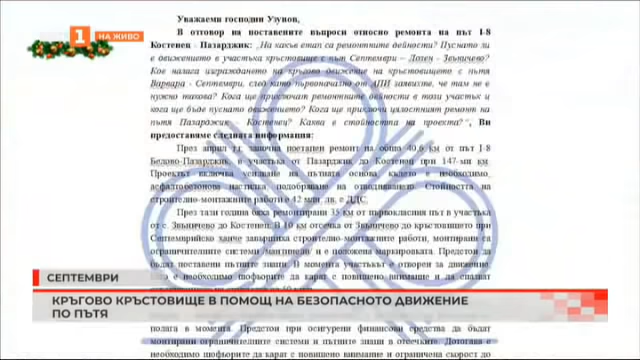 1 НА ЖИВО
Уважаеми господин Узунов,
В отговор на поставените въпроси относно ремонта на път I-8
Костенец - Пазарджик: „На какъв етап са ремонтните дейности? Пуснато ли
е движението в участъка кръстовище с път Септември – Лозен - Звъничево?
Кое налага изграждането на кръгово движение на кръстовището с пътя
Варвара - Септември, след като първоначално от АПИ заявиха, че там не е
нужно такова? Кога ще приключат ремонтните дейности в този участък и
кога ще бъде пуснато движението? Кога ще приключи цялостният ремонт на
пътя Пазараджик – Костенец? Каква е стойността на проекта?", Ви
предоставяме следната информация:
През април т.г. започна поетапен ремонт на общо 40,6 км от път I-8
Белово-Пазарджик, в участъка от Пазарджик до Костенец при 147-ми км.
Проектът включва усилване на пътната основа, където е необходимо,
асфалтобетонова настилка, подобряване на отводняването. Стойността на
строително-монтажните работи е 42 млн. лв. с ДДС.
През тази година бяха ремонтирани 35 км от първокласния път в участъка
от с. Звъничево до Костенец. В 10 км отсечка от Звъничево до кръстовището при
Септемврийско ханче завършиха строително-монтажните работи, монтирани са
ограничителните системи /мантинели/ и е положена маркировката. Предстои да
бъдат поставени пътните знаци. В момента участъкът е отворен за движение.
е необходимо шофьорите да карат с повишено внимание и да спазват
СЕПТЕМВРИ
КРЪГОВО КРЪСТОВИЩЕ В ПОМОЩ НА БЕЗОПАСНОТО ДВИЖЕНИЕ
ПО ПЪТЯ
полага в момента. Предстои при осигурени финансови средства да бъдат
монтирани ограничителните системи и пътните знаци в отсечката. Дотогава е
необходимо шофьорите да карат с повишено внимание и ограничена скорост до